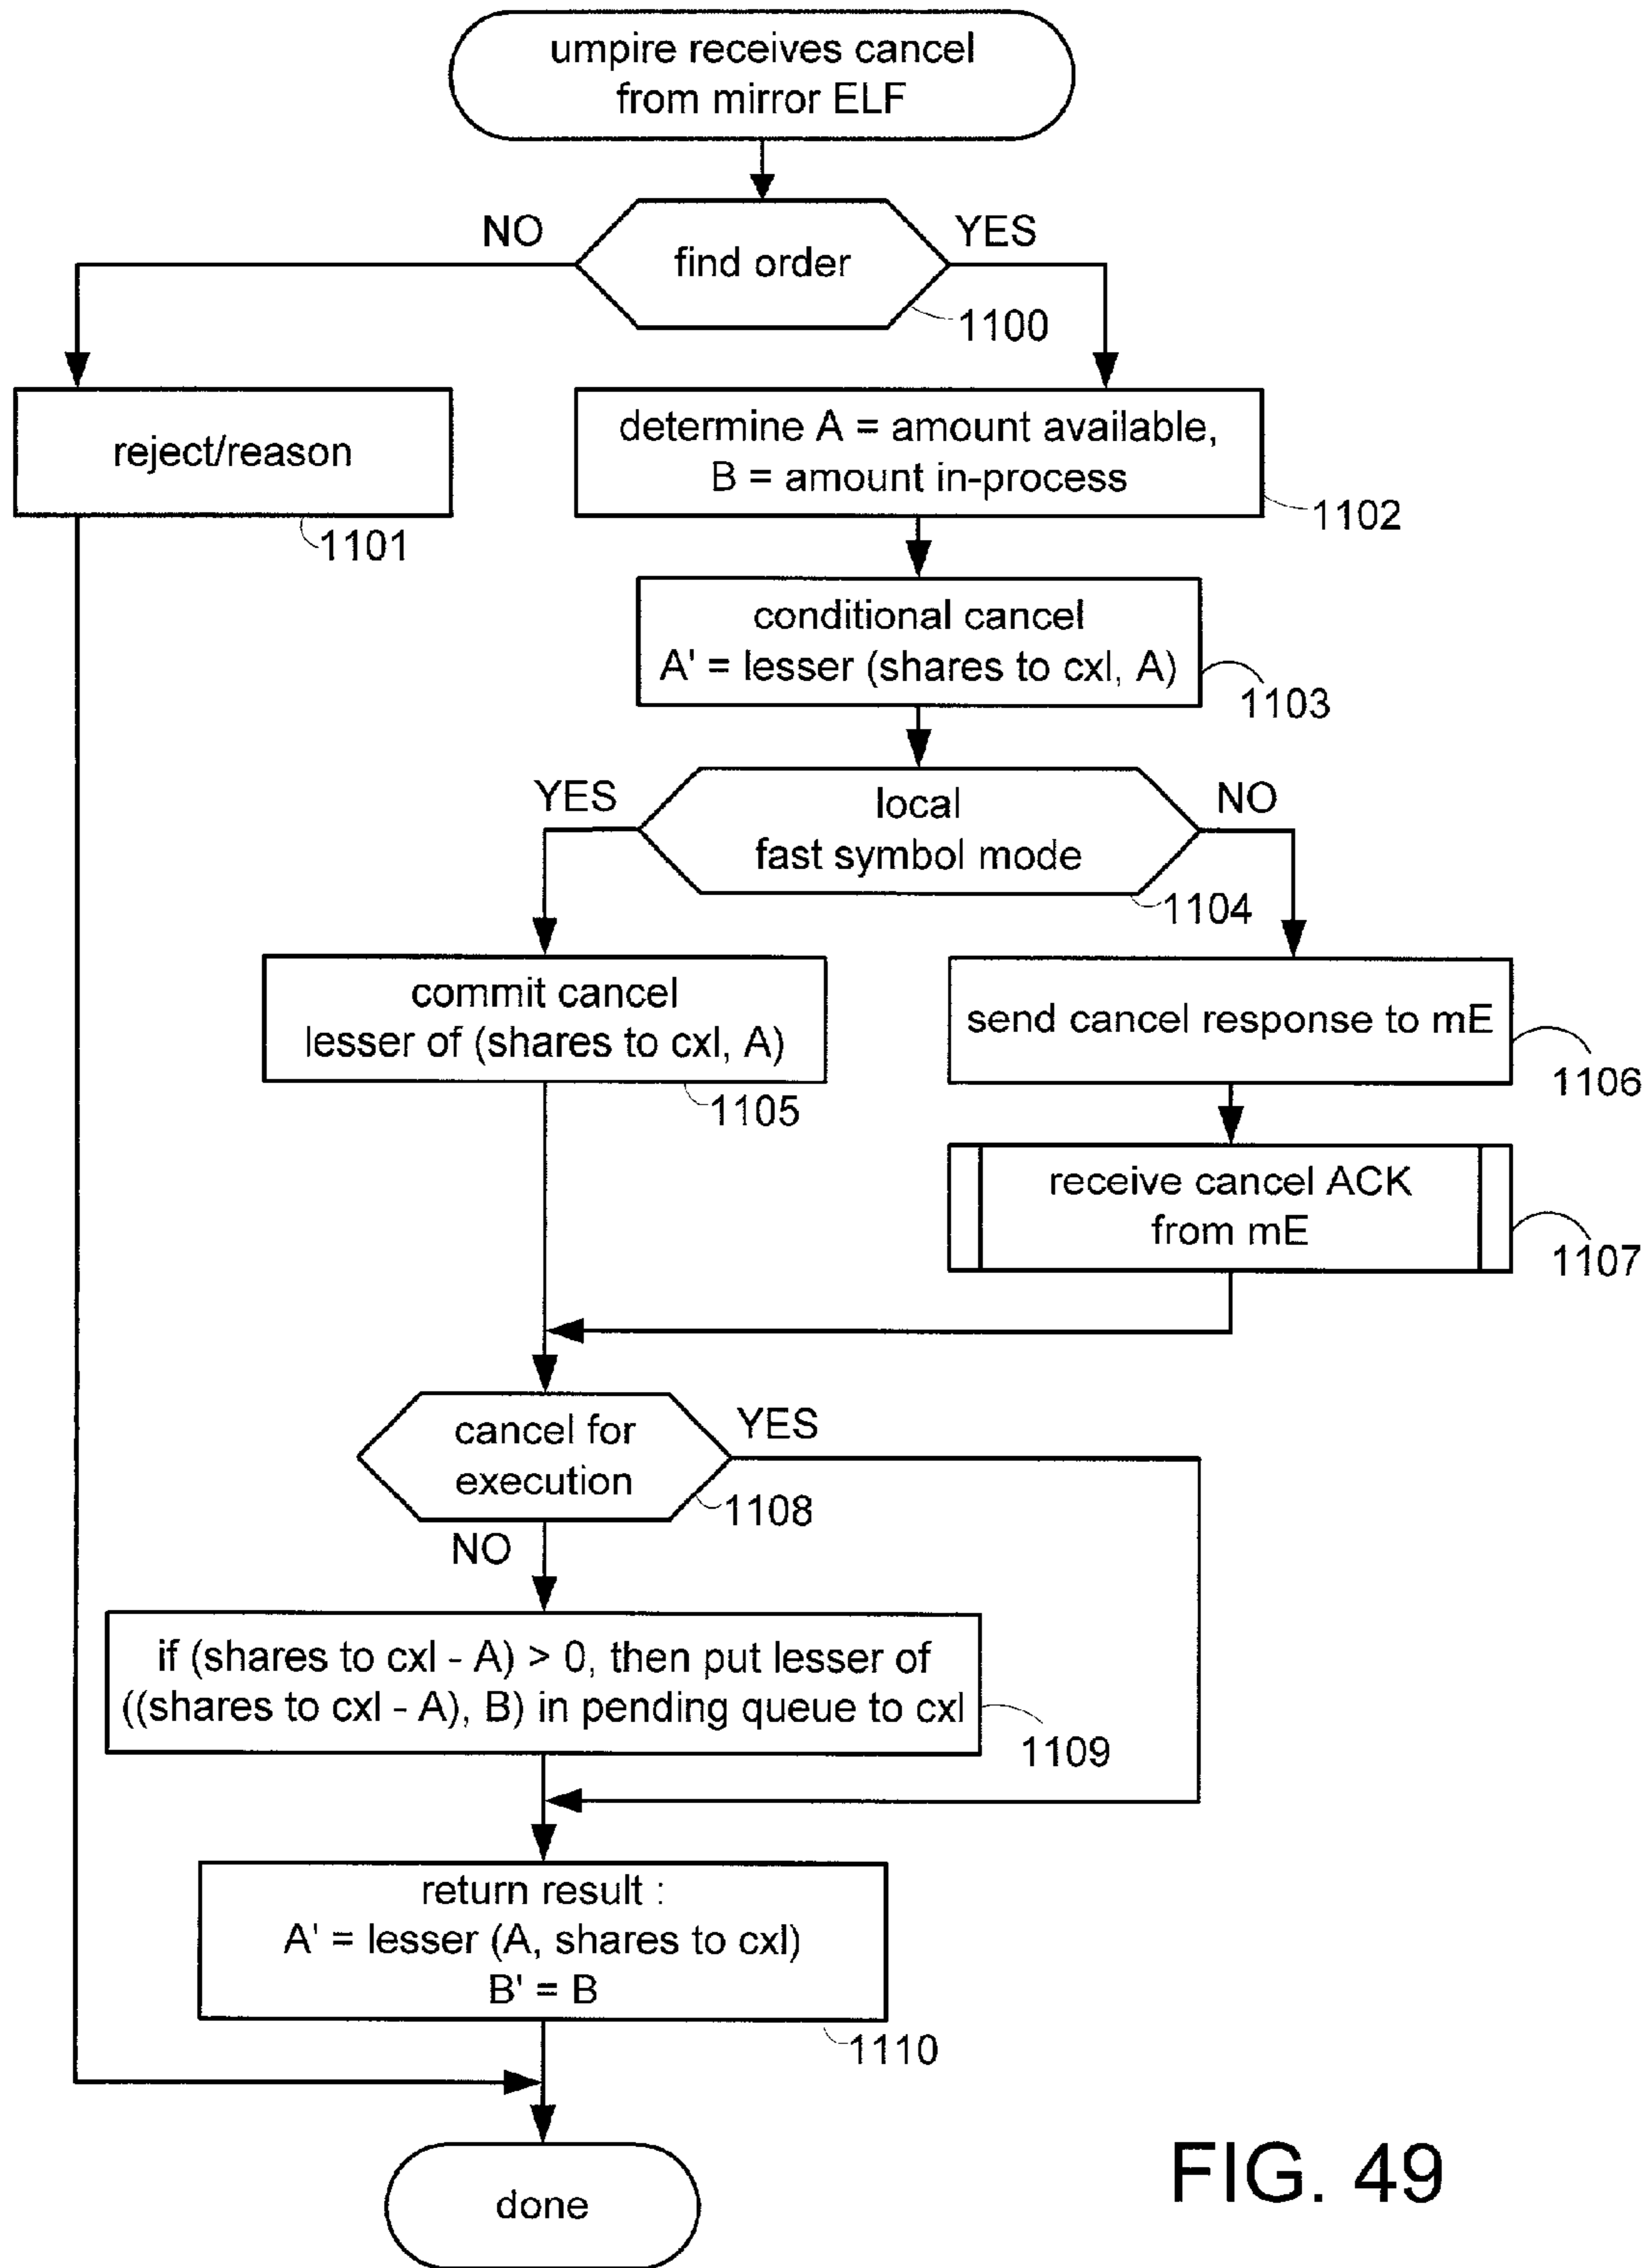 umpire receives cancel
from mirror ELF
NO
YES
find order
1100
reject/reason
1101
determine A = amount available,
B = amount in-process
1102
conditional cancel
A' = lesser (shares to cxl, A)
1103
YES
NO
local
fast symbol mode
1104
commit cancel
lesser of (shares to cxl, A)
1105
send cancel response to mE
1106
receive cancel ACK
from mE
1107
cancel for
execution
YES
1108
NO
if (shares to cxl - A) > 0, then put lesser of
((shares to cxl - A), B) in pending queue to cxl
1109
return result :
A' = lesser (A, shares to cxl)
B' = B
1110
done
FIG. 49